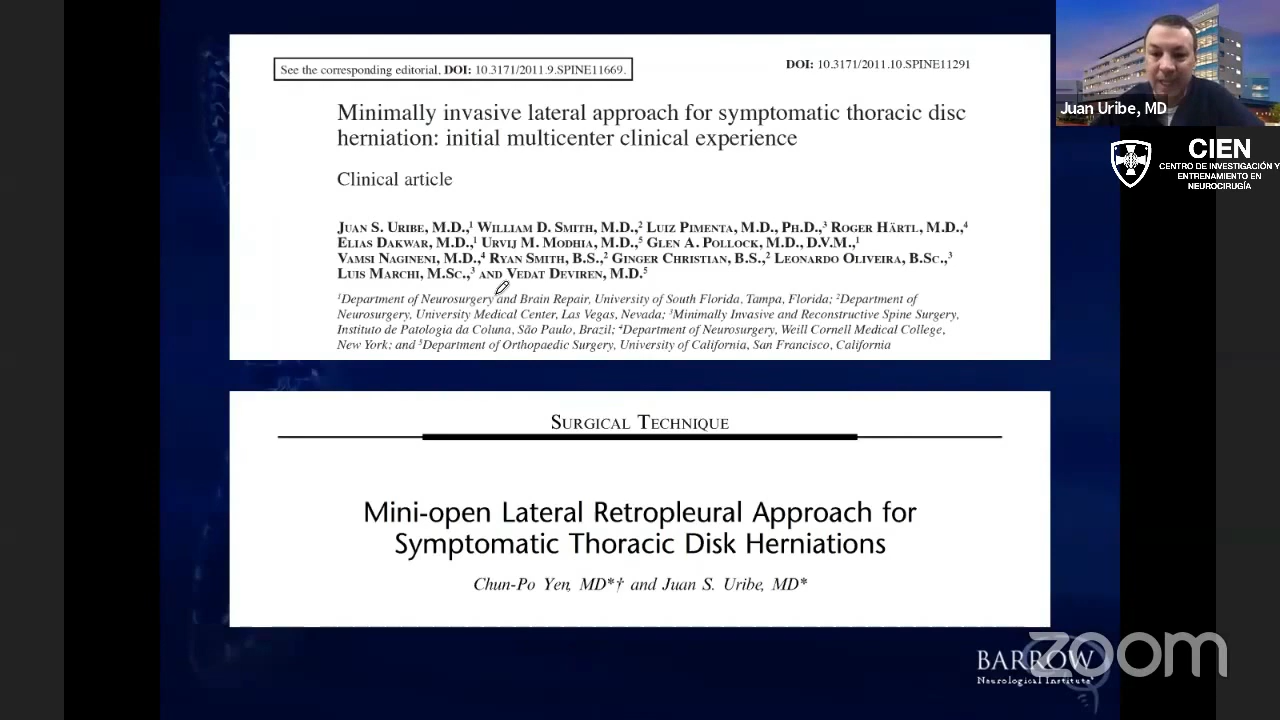 See the corresponding editorial, DOI: 10.3171/2011.9.SPINE11669.
DOI: 10.3171/2011.10.SPINE11291
Minimally invasive lateral approach for symptomatic thoracic disc
herniation: initial multicenter clinical experience
Clinical article
JUAN S. URIBE, M.D.,1 WILLIAM D. SMITH, M.D.,2 LUIZ PIMENTA, M.D., PH.D.,3 ROGER HÄRTL, M.D.,4
ELIAS DAKWAR, M.D.,1 URVIJ M. MODHIA, M.D.,5 GLEN A. POLLOCK, M.D., D.V.M.,1
VAMSI NAGINENI, M.D.,4 RYAN SMITH, B.S.,2 GINGER CHRISTIAN, B.S.,2 LEONARDO OLIVEIRA, B.SC.,3
LUIS MARCHI, M.SC.,3 AND VEDAT DEVIREN, M.D.5
1Department of Neurosurgery and Brain Repair, University of South Florida, Tampa, Florida; 2Department of
Neurosurgery, University Medical Center, Las Vegas, Nevada; 3Minimally Invasive and Reconstructive Spine Surgery,
Instituto de Patologia da Coluna, São Paulo, Brazil; 4Department of Neurosurgery, Weill Cornell Medical College,
New York; and 5Department of Orthopaedic Surgery, University of California, San Francisco, California
SURGICAL TECHNIQUE
Mini-open Lateral Retropleural Approach for
Symptomatic Thoracic Disk Herniations
Chun-Po Yen, MD*† and Juan S. Uribe, MD*
Juan Uribe, MD
CIEN
CENTRO DE INVESTIGACIÓN Y
ENTRENAMIENTO EN
NEUROCIRUGÍA
BARROW
Neurological Institute
zoom